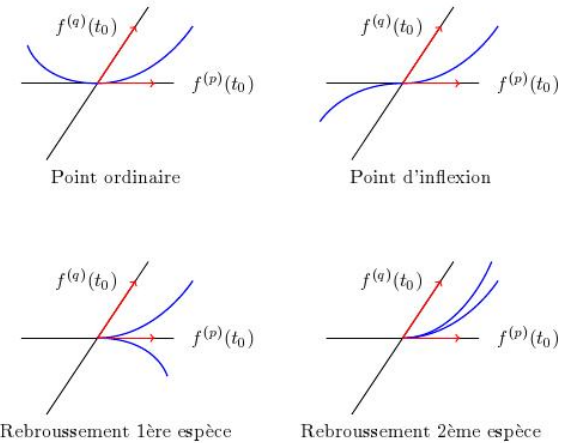 f^{(q)}(t_0) f^{(q)}(t_0)
f^{(p)}(t_0) f^{(p)}(t_0)
Point ordinaire Point d'inflexion
f^{(q)}(t_0) f^{(q)}(t_0)
f^{(p)}(t_0) f^{(p)}(t_0)
Rebroussement 1ère espèce Rebroussement 2ème espèce